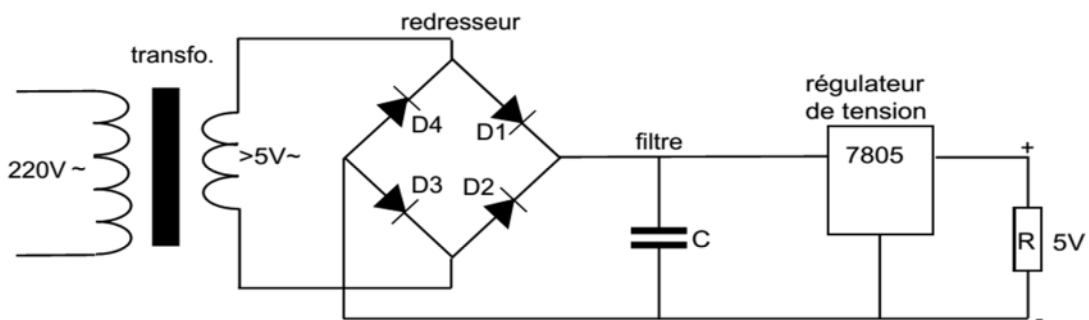 redresseur
transfo.
régulateur
de tension
D4
D1
filtre
7805
220V ~
>5V~
D3
D2
+
C
R
5V
-